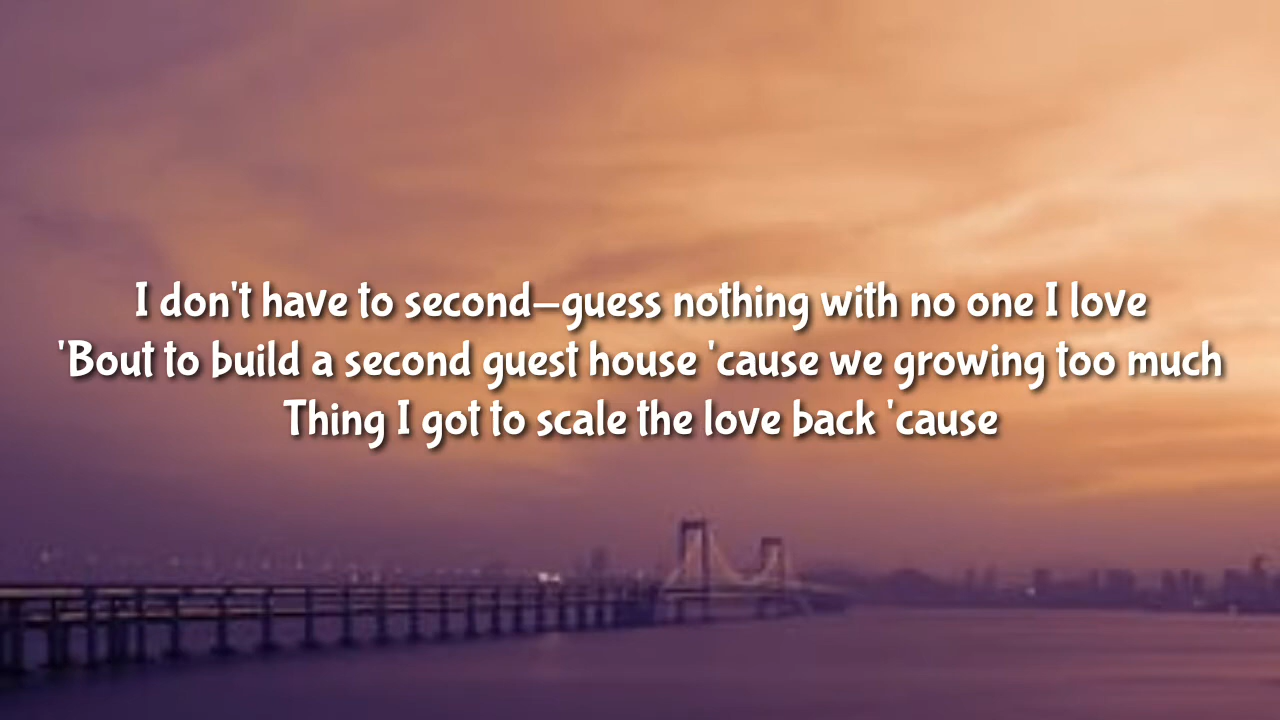 I don't have to second-guess nothing with no one I love
'Bout to build a second guest house 'cause we growing too much
Thing I got to scale the love back 'cause